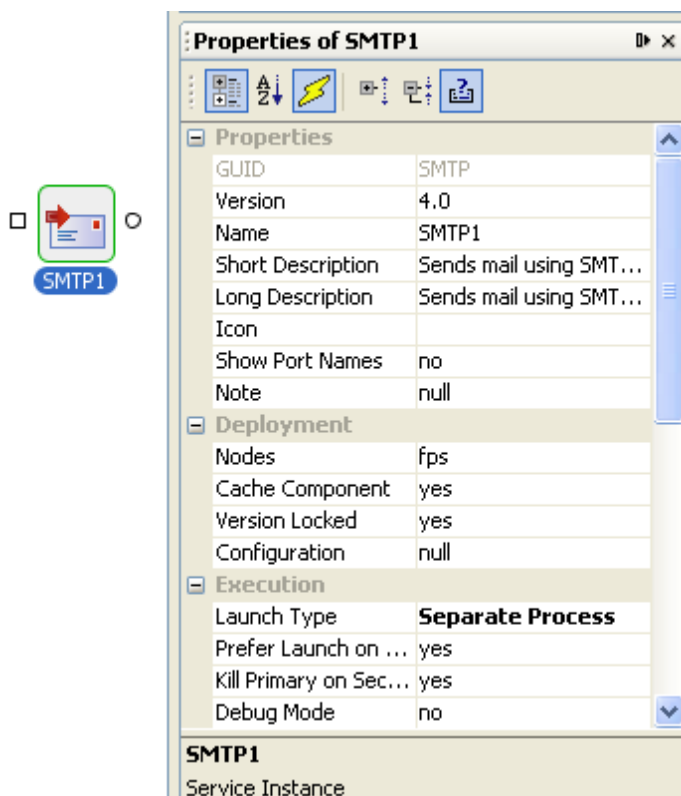 Properties of SMTP1
Properties
GUID SMTP
Version 4.0
Name SMTP1
Short Description Sends mail using SMT...
Long Description Sends mail using SMT...
Icon
Show Port Names no
Note null
Deployment
Nodes fps
Cache Component yes
Version Locked yes
Configuration null
Execution
Launch Type Separate Process
Prefer Launch on ... yes
Kill Primary on Sec... yes
Debug Mode no
SMTP1
Service Instance
SMTP1